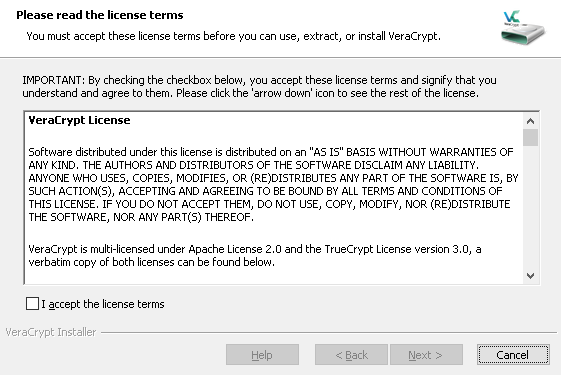 Please read the license terms
You must accept these license terms before you can use, extract, or install VeraCrypt.
VC
IMPORTANT: By checking the checkbox below, you accept these license terms and signify that you
understand and agree to them. Please click the 'arrow down' icon to see the rest of the license.
VeraCrypt License
Software distributed under this license is distributed on an "AS IS" BASIS WITHOUT WARRANTIES OF
ANY KIND. THE AUTHORS AND DISTRIBUTORS OF THE SOFTWARE DISCLAIM ANY LIABILITY.
ANYONE WHO USES, COPIES, MODIFIES, OR (RE)DISTRIBUTES ANY PART OF THE SOFTWARE IS, BY
SUCH ACTION(S), ACCEPTING AND AGREEING TO BE BOUND BY ALL TERMS AND CONDITIONS OF
THIS LICENSE. IF YOU DO NOT ACCEPT THEM, DO NOT USE, COPY, MODIFY, NOR (RE)DISTRIBUTE
THE SOFTWARE, NOR ANY PART(S) THEREOF.
VeraCrypt is multi-licensed under Apache License 2.0 and the TrueCrypt License version 3.0, a
verbatim copy of both licenses can be found below.
I accept the license terms
VeraCrypt Installer
Help
< Back
Next >
Cancel